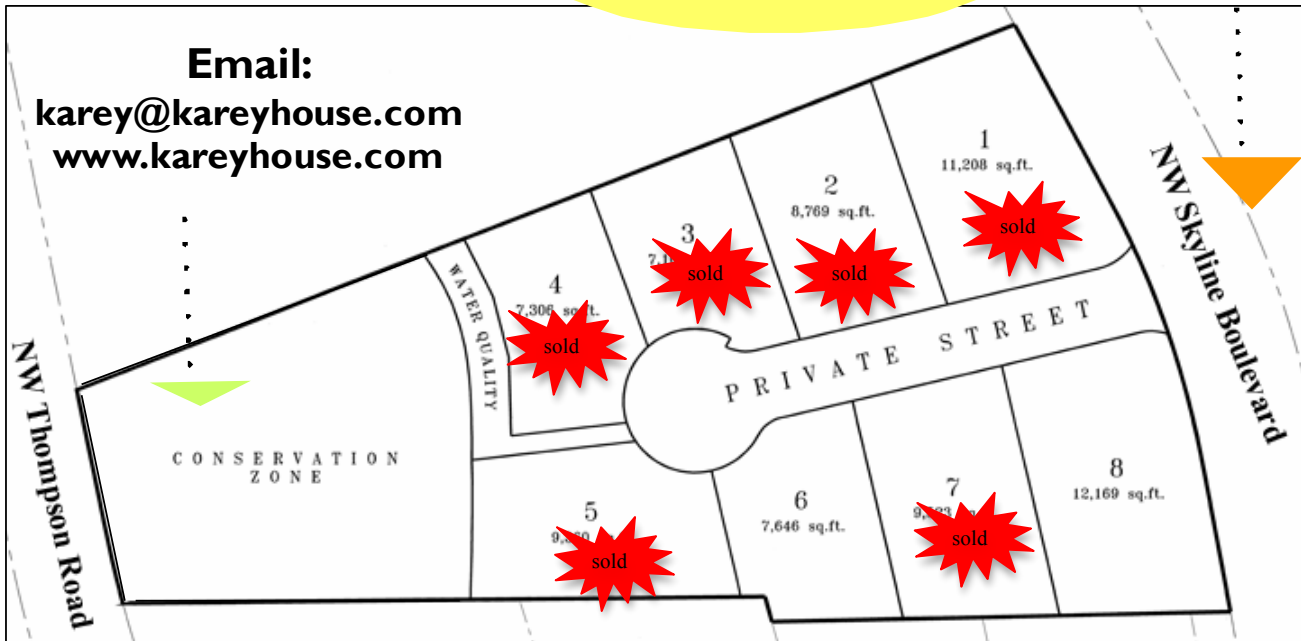 Email:
karey@kareyhouse.com
www.kareyhouse.com
1
11,208 sq.ft.
sold
2
8,769 sq.ft.
sold
3
sold
4
7,306 sq.ft.
sold
WATER QUALITY
PRIVATE STREET
NW Skyline Boulevard
NW Thompson Road
CONSERVATION
ZONE
5
sold
6
7,646 sq.ft.
7
sold
8
12,169 sq.ft.